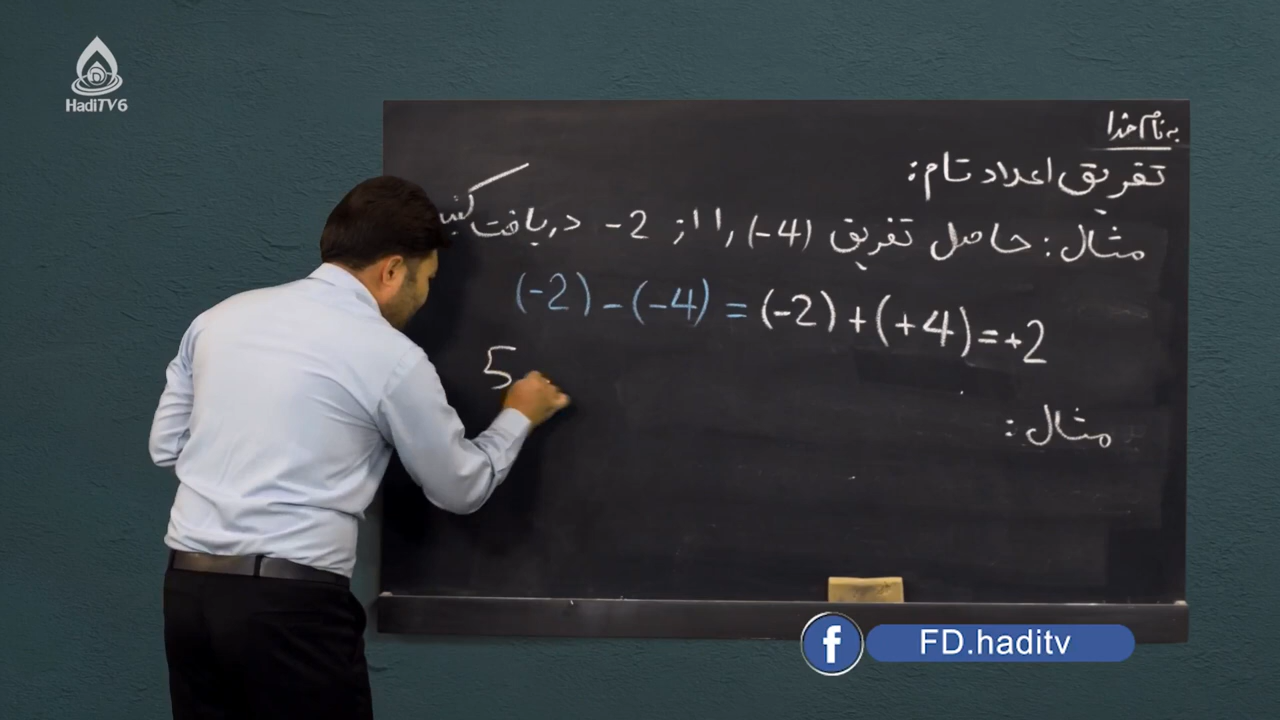 HadiTV6
به نام خدا
تفریق اعداد تام:
مثال: حاصل تفریق (-4) را از -2 دریافت کنید
(-2) - (-4) = (-2) + (+4) = +2
5
مثال:
FD.haditv